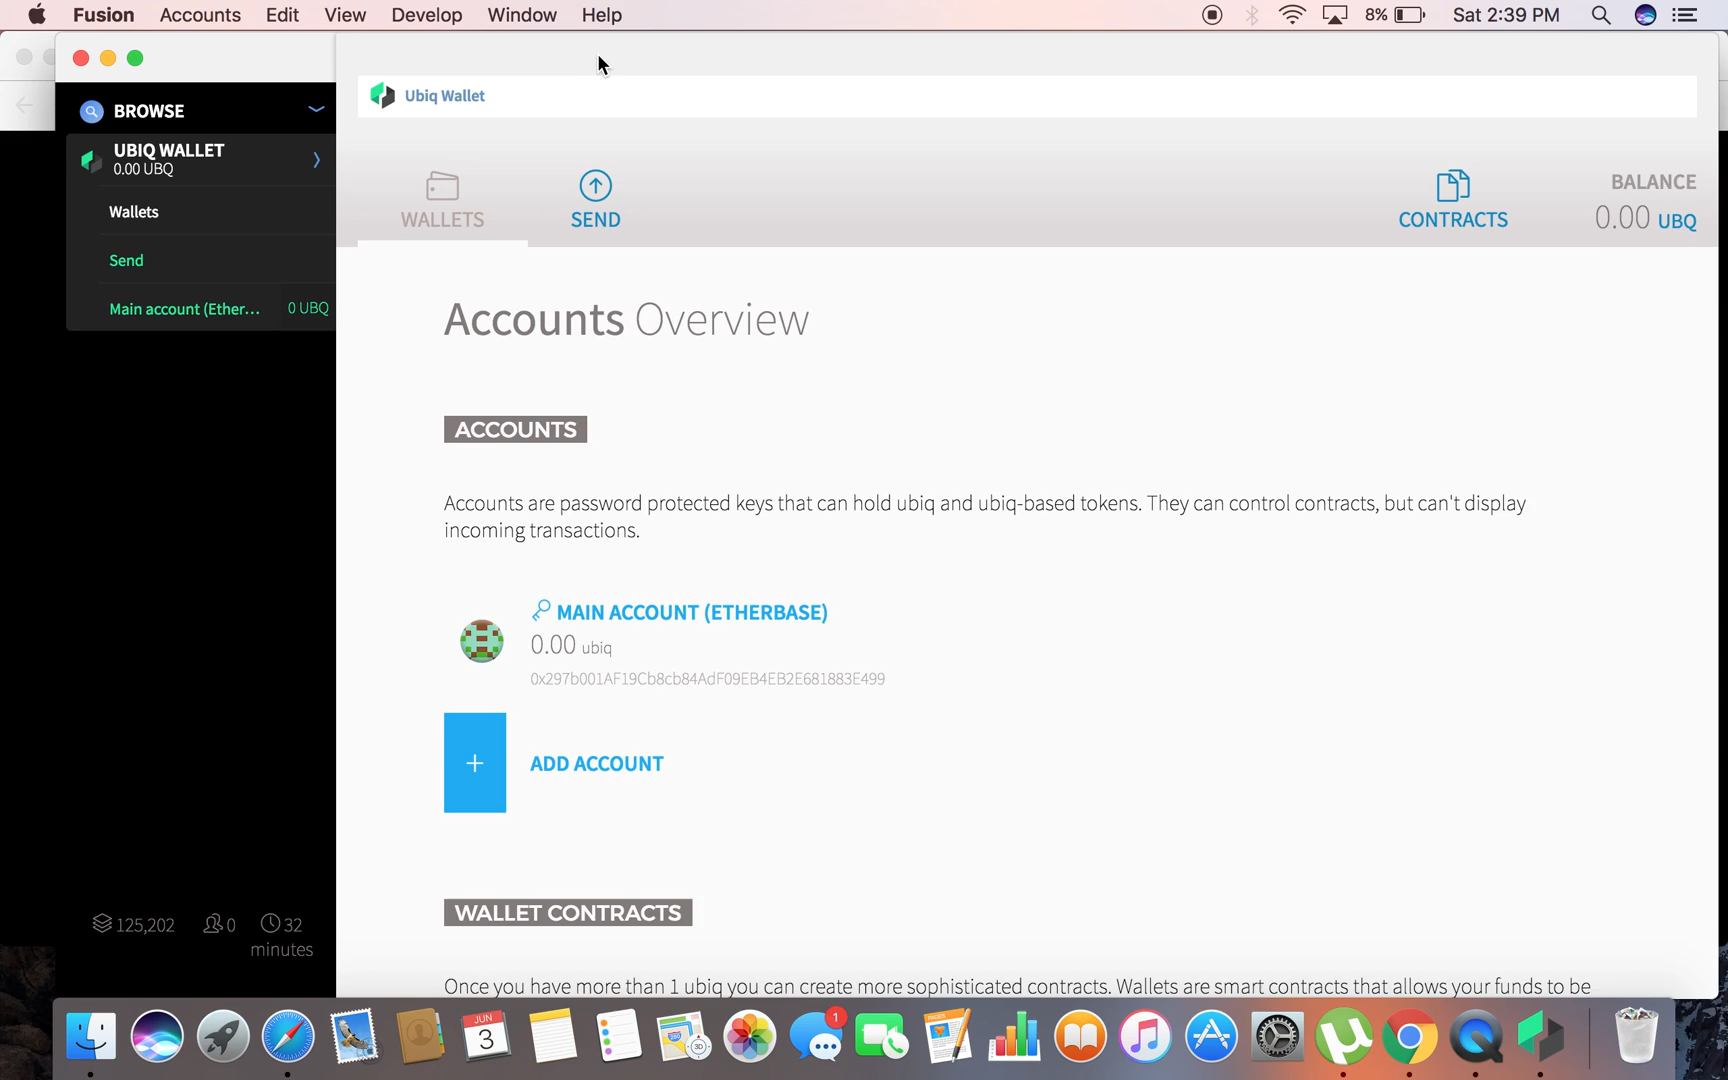 Fusion Accounts Edit View Develop Window Help 8% Sat 2:39 PM
BROWSE
UBIQ WALLET
0.00 UBQ
Wallets
Send
Main account (Ether... 0 UBQ
125,202 0 32
minutes
Ubiq Wallet
WALLETS
SEND
CONTRACTS
BALANCE
0.00 UBQ
Accounts Overview
ACCOUNTS
Accounts are password protected keys that can hold ubiq and ubiq-based tokens. They can control contracts, but can't display
incoming transactions.
MAIN ACCOUNT (ETHERBASE)
0.00 ubiq
0x297b001AF19Cb8cb84AdF09EB4EB2E681883E499
+ ADD ACCOUNT
WALLET CONTRACTS
Once you have more than 1 ubiq you can create more sophisticated contracts. Wallets are smart contracts that allows your funds to be
JUN
3
3D
PAGES
1